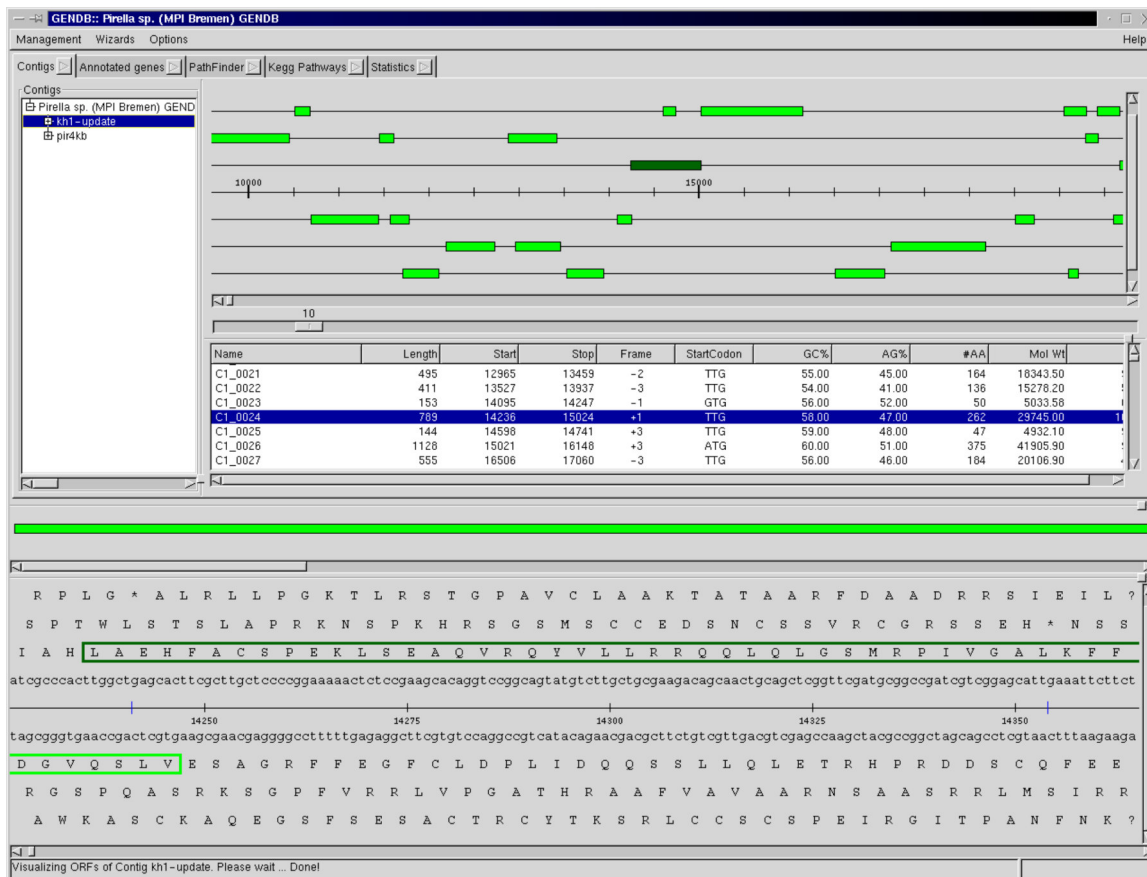 GENDB:: Pirella sp. (MPI Bremen) GENDB
Management Wizards Options Help
Contigs Annotated genes PathFinder Kegg Pathways Statistics
Contigs
Pirella sp. (MPI Bremen) GEND
kh1-update
pir4kb
10000 15000
10
Name Length Start Stop Frame StartCodon GC% AG% #AA Mol Wt
C1_0021 495 12965 13459 -2 TTG 55.00 45.00 164 18343.50
C1_0022 411 13527 13937 -3 TTG 54.00 41.00 136 15278.20
C1_0023 153 14095 14247 -1 GTG 56.00 52.00 50 5033.58
C1_0024 789 14236 15024 +1 TTG 58.00 47.00 262 29745.00
C1_0025 144 14598 14741 +3 TTG 59.00 48.00 47 4932.10
C1_0026 1128 15021 16148 +3 ATG 60.00 51.00 375 41905.90
C1_0027 555 16506 17060 -3 TTG 56.00 46.00 184 20106.90
R P L G * A L R L L P G K T L R S T G P A V C L A A K T A T A A R F D A A D R R S I E I L ?
S P T W L S T S L A P R K N S P K H R S G S M S C C E D S N C S S V R C G R S S E H * N S S
I A H L A E H F A C S P E K L S E A Q V R Q Y V L L R R Q Q L Q L G S M R P I V G A L K F F
atcgcccacttggctgagcacttcgcttgctccccggaaaaactctccgaagcacaggtccggcagtatgtcttgctgcgaagacagcaactgcagctcggttcgatgcggccgatcgtcggagcattgaaattcttct
14250 14275 14300 14325 14350
tagcgggtgaaccgactcgtgaagcgaacgaggggcctttttgagaggcttcgtgtccaggccgtcatacagaacgacgcttctgtcgttgacgtcgagccaagctacgccggctagcagcctcgtaactttaagaaga
D G V Q S L V E S A G R F F E G F C L D P L I D Q Q S S L L Q L E T R H P R D D S C Q F E E
R G S P Q A S R K S G P F V R R L V P G A T H R A A F V A V A A R N S A A S R R L M S I R R
A W K A S C K A Q E G S F S E S A C T R C Y T K S R L C C S C S P E I R G I T P A N F N K ?
Visualizing ORFs of Contig kh1-update. Please wait ... Done!